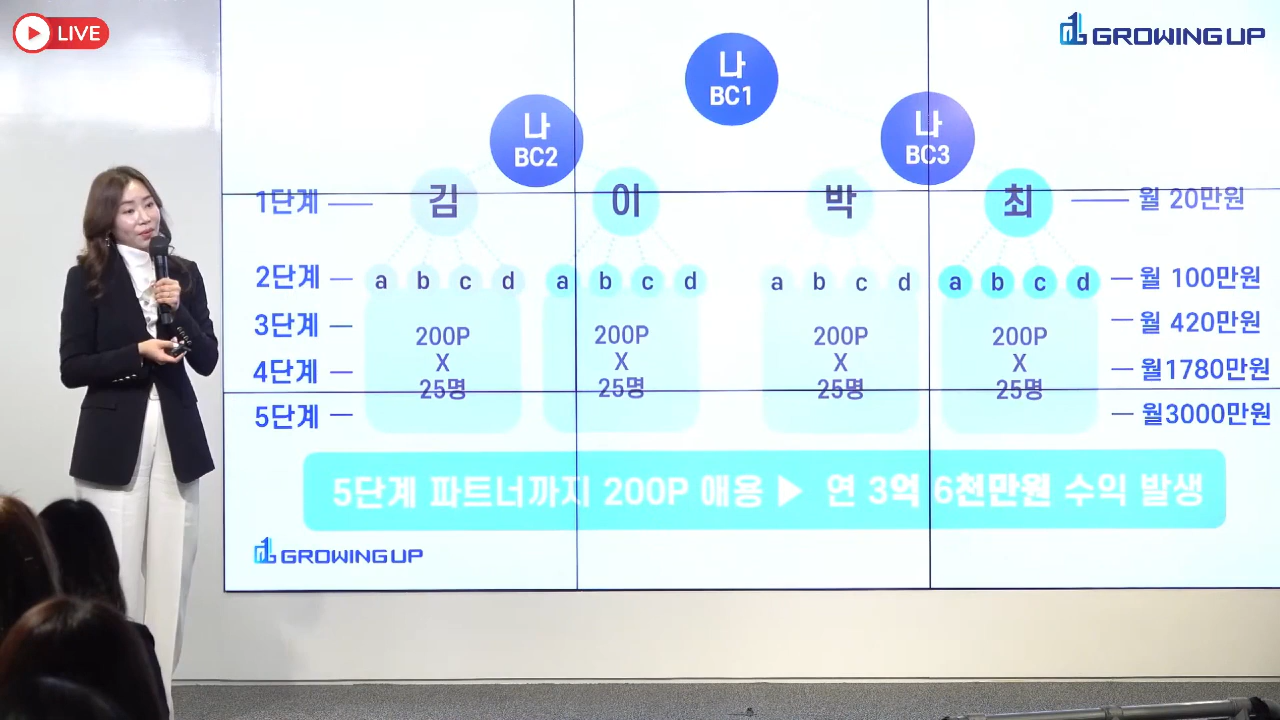 LIVE
GROWING UP
나
BC1
나
BC2
나
BC3
1단계
김
이
박
최
월 20만원
2단계
a b c d
a b c d
a b c d
a b c d
월 100만원
3단계
월 420만원
4단계
월1780만원
5단계
월3000만원
200P
X
25명
200P
X
25명
200P
X
25명
200P
X
25명
5단계 파트너까지 200P 애용 ▶ 연 3억 6천만원 수익 발생
GROWING UP